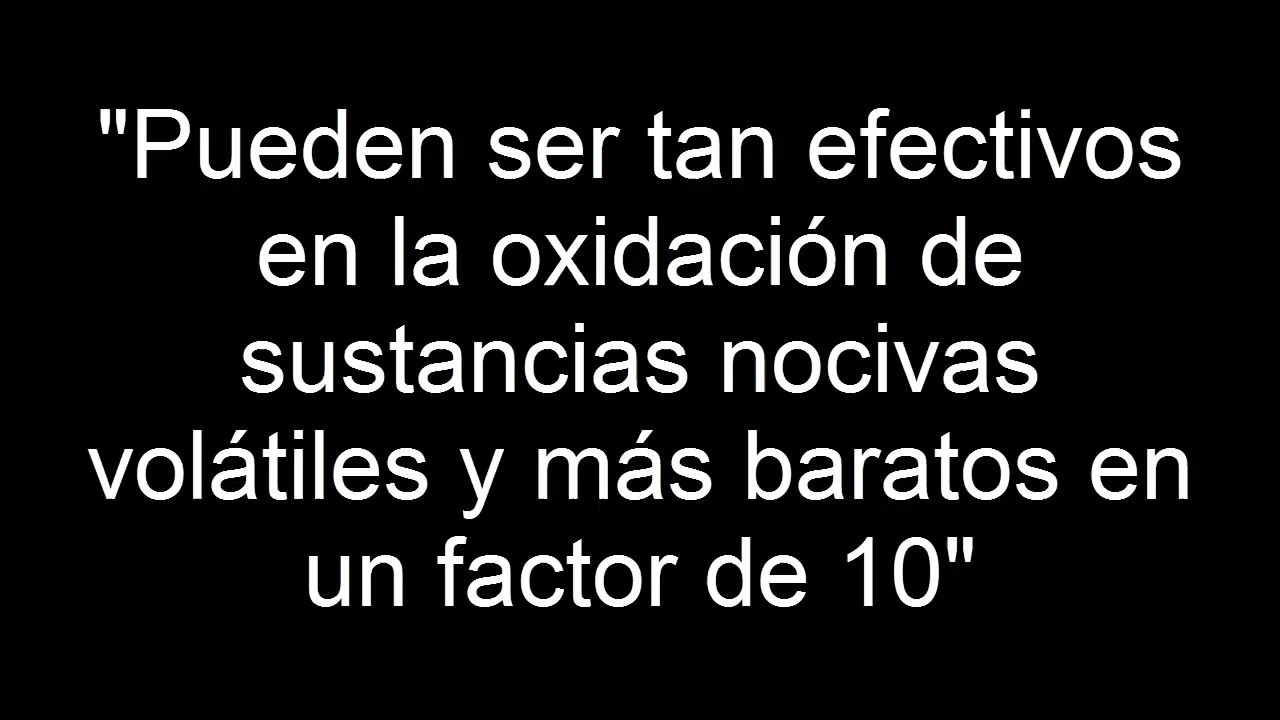 "Pueden ser tan efectivos
en la oxidación de
sustancias nocivas
volátiles y más baratos en
un factor de 10"